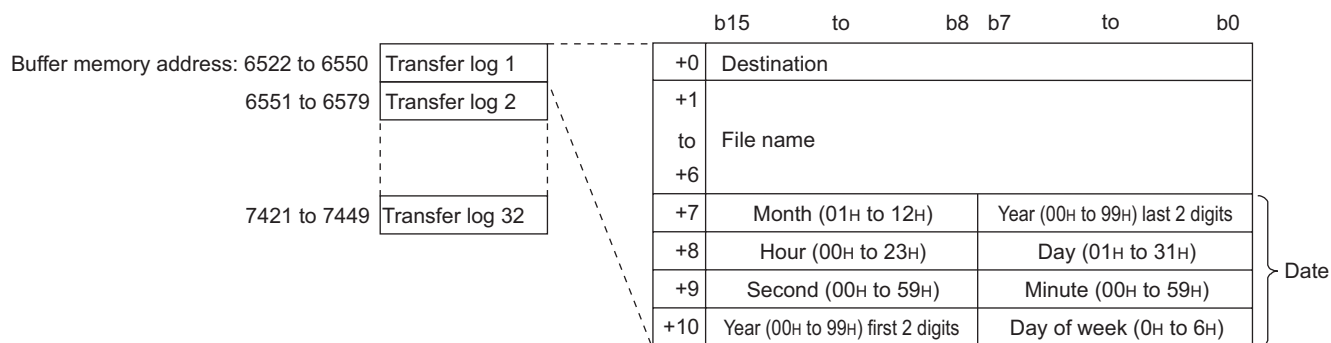 b15 to b8 b7 to b0
Buffer memory address: 6522 to 6550 Transfer log 1
6551 to 6579 Transfer log 2
7421 to 7449 Transfer log 32
+0 Destination
+1
to File name
+6
+7 Month (01H to 12H) Year (00H to 99H) last 2 digits
+8 Hour (00H to 23H) Day (01H to 31H)
+9 Second (00H to 59H) Minute (00H to 59H)
+10 Year (00H to 99H) first 2 digits Day of week (0H to 6H)
Date